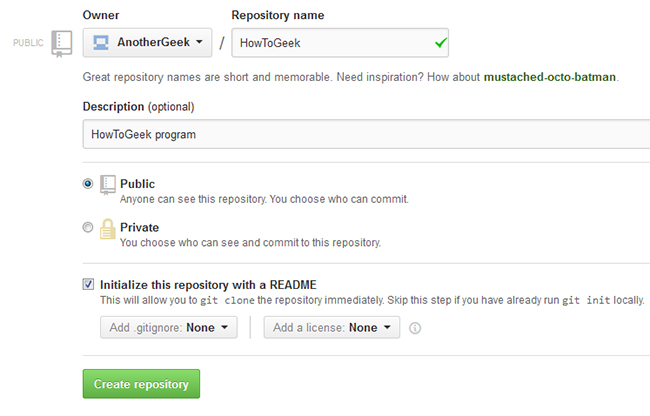 Owner
Repository name
PUBLIC
AnotherGeek
/
HowToGeek
Great repository names are short and memorable. Need inspiration? How about mustached-octo-batman.
Description (optional)
HowToGeek program
Public
Anyone can see this repository. You choose who can commit.
Private
You choose who can see and commit to this repository.
Initialize this repository with a README
This will allow you to git clone the repository immediately. Skip this step if you have already run git init locally.
Add .gitignore: None
Add a license: None
Create repository